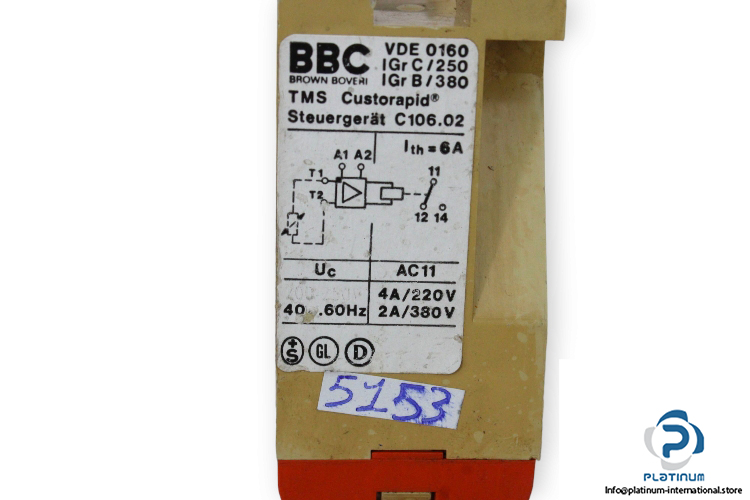 BBC
BROWN BOVERI
VDE 0160
IGr C/250
IGr B/380
TMS Custorapid®
Steuergerät C106.02
Ith = 6A
A1 A2
T1
T2
11
12 14
Uc
AC11
4A/220V
40...60Hz
2A/380V
+S
GL
D
5153
PLATINUM
Info@platinum-international.store